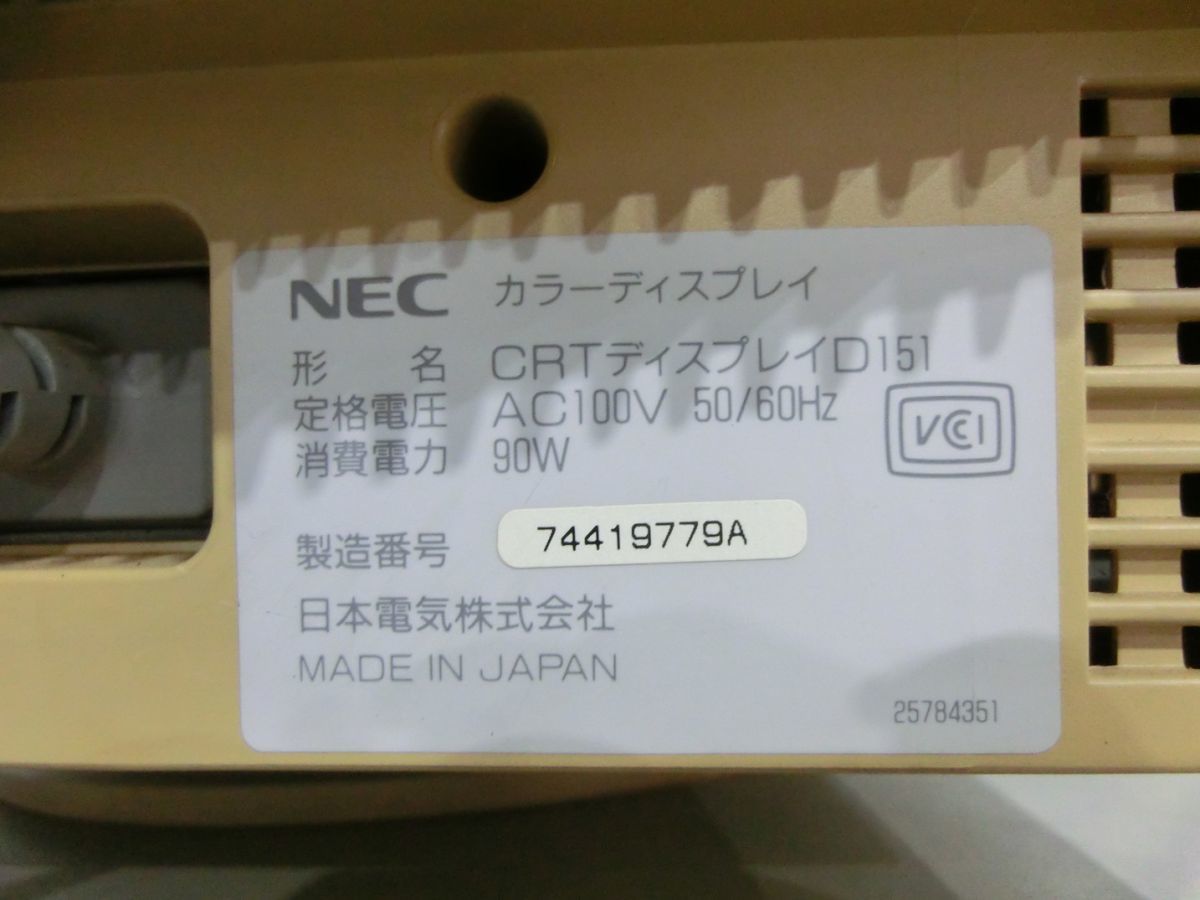 NEC カラーディスプレイ
形 名 CRTディスプレイD151
定格電圧 AC100V 50/60Hz
消費電力 90W
VCCI
製造番号 74419779A
日本電気株式会社
MADE IN JAPAN
25784351